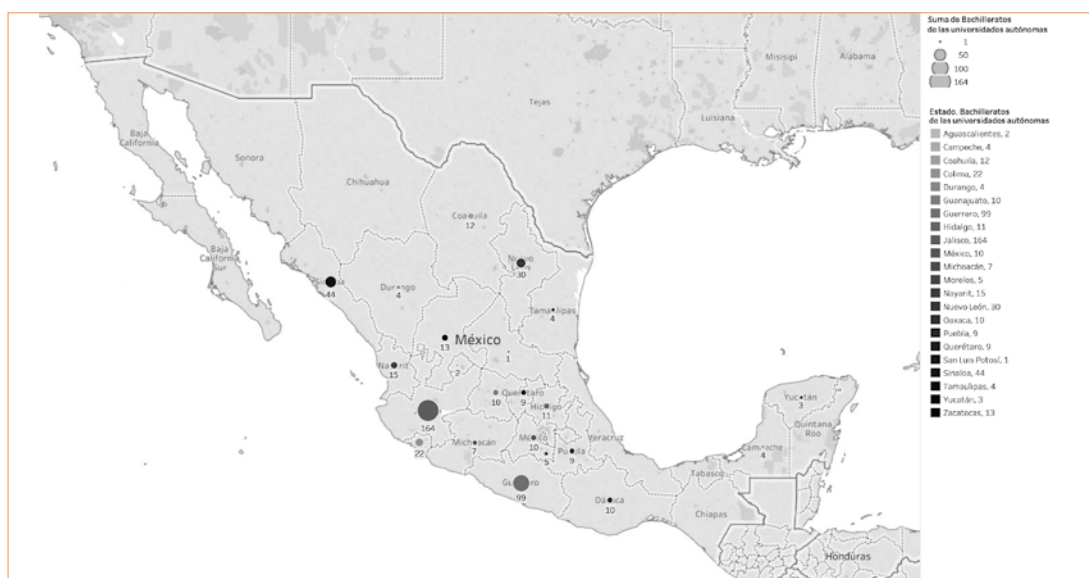 Suma de Bachilleratos
de las universidades autónomas
1
50
100
164
Estado. Bachilleratos
de las universidades autónomas
Aguascalientes, 2
Campeche, 4
Coahuila, 12
Colima, 22
Durango, 4
Guanajuato, 10
Guerrero, 99
Hidalgo, 11
Jalisco, 164
México, 10
Michoacán, 7
Morelos, 5
Nayarit, 15
Nuevo León, 30
Oaxaca, 10
Puebla, 9
Querétaro, 9
San Luis Potosí, 1
Sinaloa, 44
Tamaulipas, 4
Yucatán, 3
Zacatecas, 13
Misisipi
Alabama
Tejas
Luisiana
Baja
California
Sonora
Chihuahua
Coahuila
12
Baja
California
Sur
Nuevo
León
30
Sinaloa
44
Durango
4
Tamaulipas
4
13
México
1
Nayarit
15
2
10
Querétaro
9
Hidalgo
11
164
22
Michoacán
7
México
10
5
Puebla
9
Veracruz
Guerrero
99
Oaxaca
10
Tabasco
Chiapas
Yucatán
3
Quintana
Roo
Campeche
4
Honduras